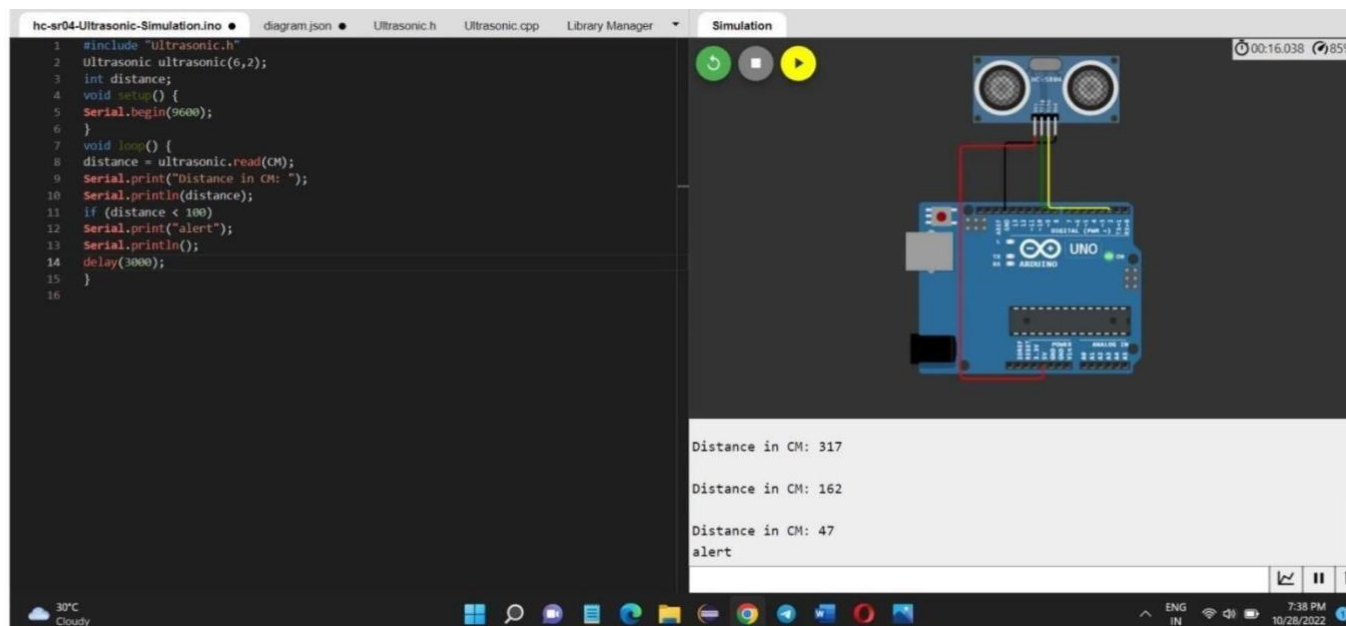 hc-sr04-Ultrasonic-Simulation.ino ●
diagram.json ●
Ultrasonic.h
Ultrasonic.cpp
Library Manager
1 #include "Ultrasonic.h"
2 Ultrasonic ultrasonic(6,2);
3 int distance;
4 void setup() {
5 Serial.begin(9600);
6 }
7 void loop() {
8 distance = ultrasonic.read(CM);
9 Serial.print("Distance in CM: ");
10 Serial.println(distance);
11 if (distance < 100)
12 Serial.print("alert");
13 Serial.println();
14 delay(3000);
15 }
16
Simulation
00:16.038 85%
HC-SR04
DIGITAL (PWM ~)
UNO
ARDUINO
ON
POWER
ANALOG IN
Distance in CM: 317
Distance in CM: 162
Distance in CM: 47
alert
30°C
Cloudy
ENG
IN
7:38 PM
10/28/2022